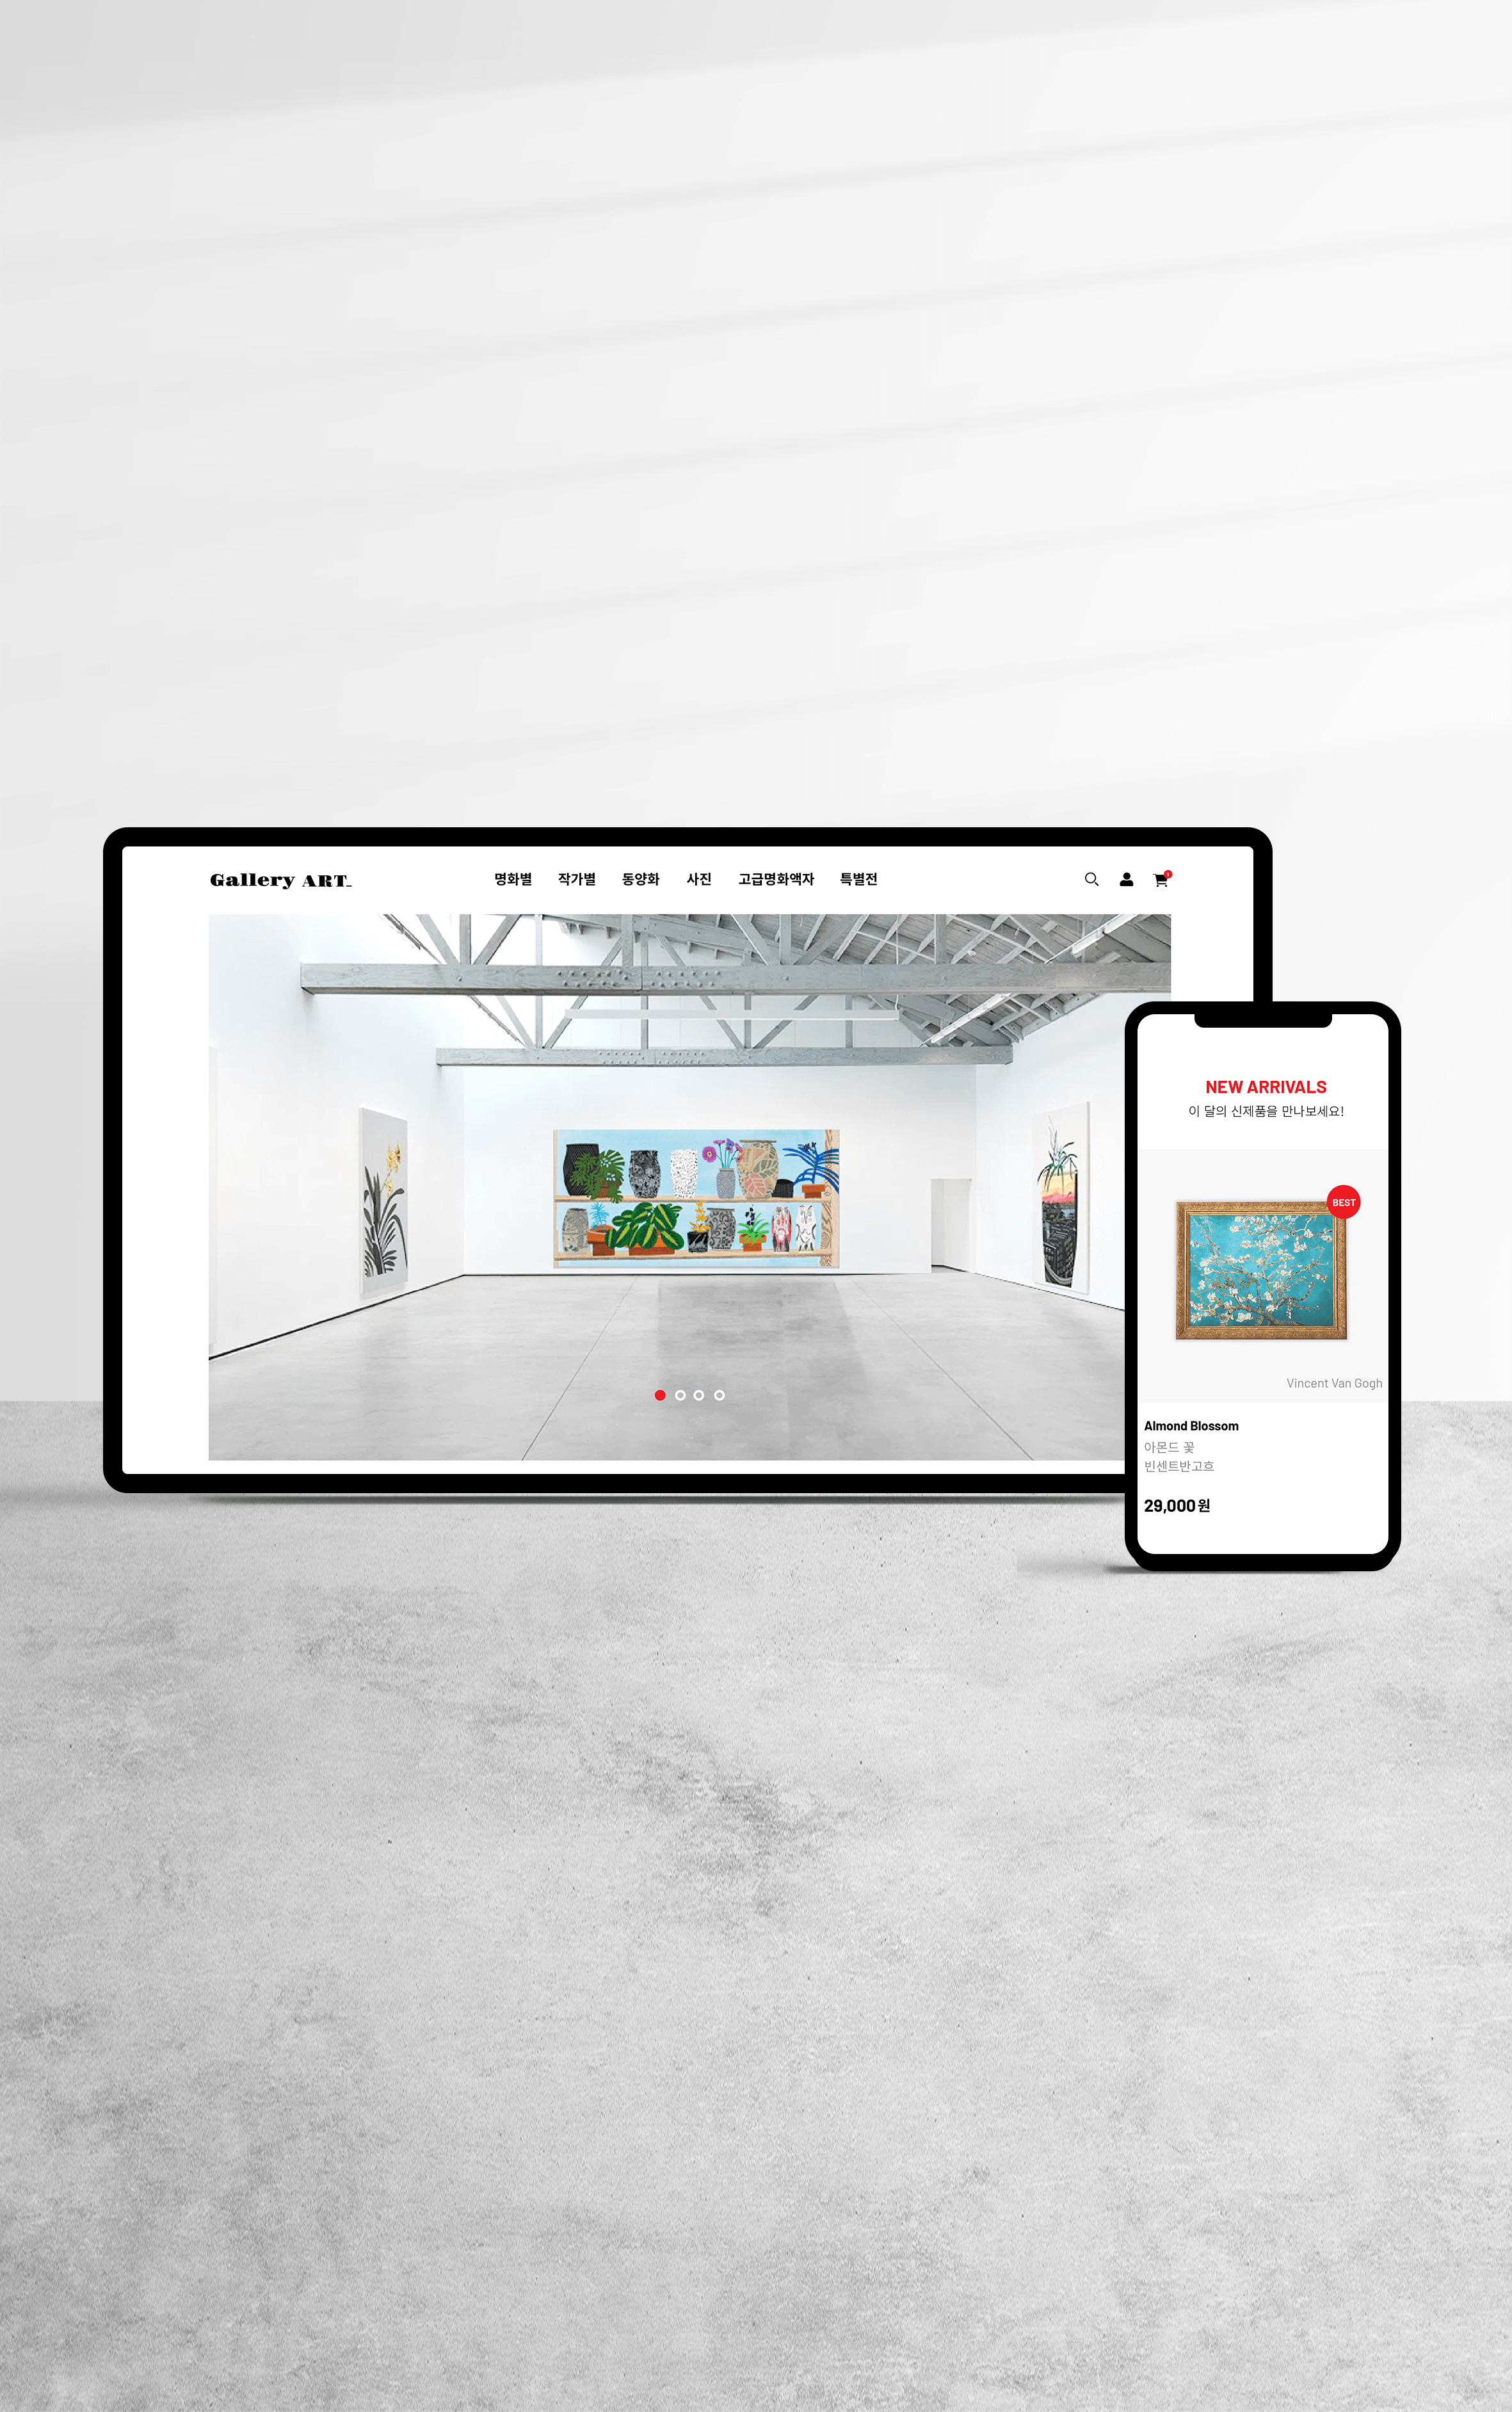 Gallery ART_
명화별 작가별 동양화 사진 고급명화액자 특별전
1
NEW ARRIVALS
이 달의 신제품을 만나보세요!
BEST
Vincent Van Gogh
Almond Blossom
아몬드 꽃
빈센트반고흐
29,000원